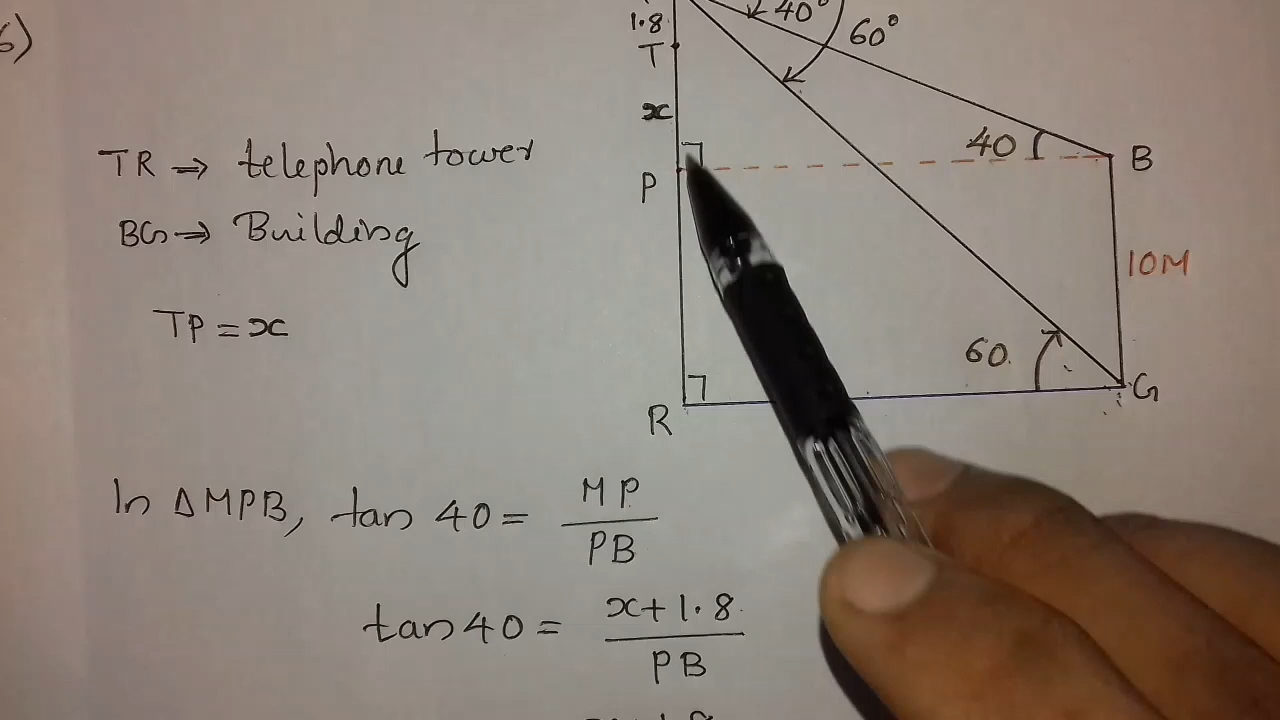 6)
40°
60°
1.8
T
x
40
B
P
TR ⇒ telephone tower
BG ⇒ Building
10M
TP = x
60.
G
R
In ΔMPB, tan 40 = MP / PB
tan 40 = x+1.8 / PB